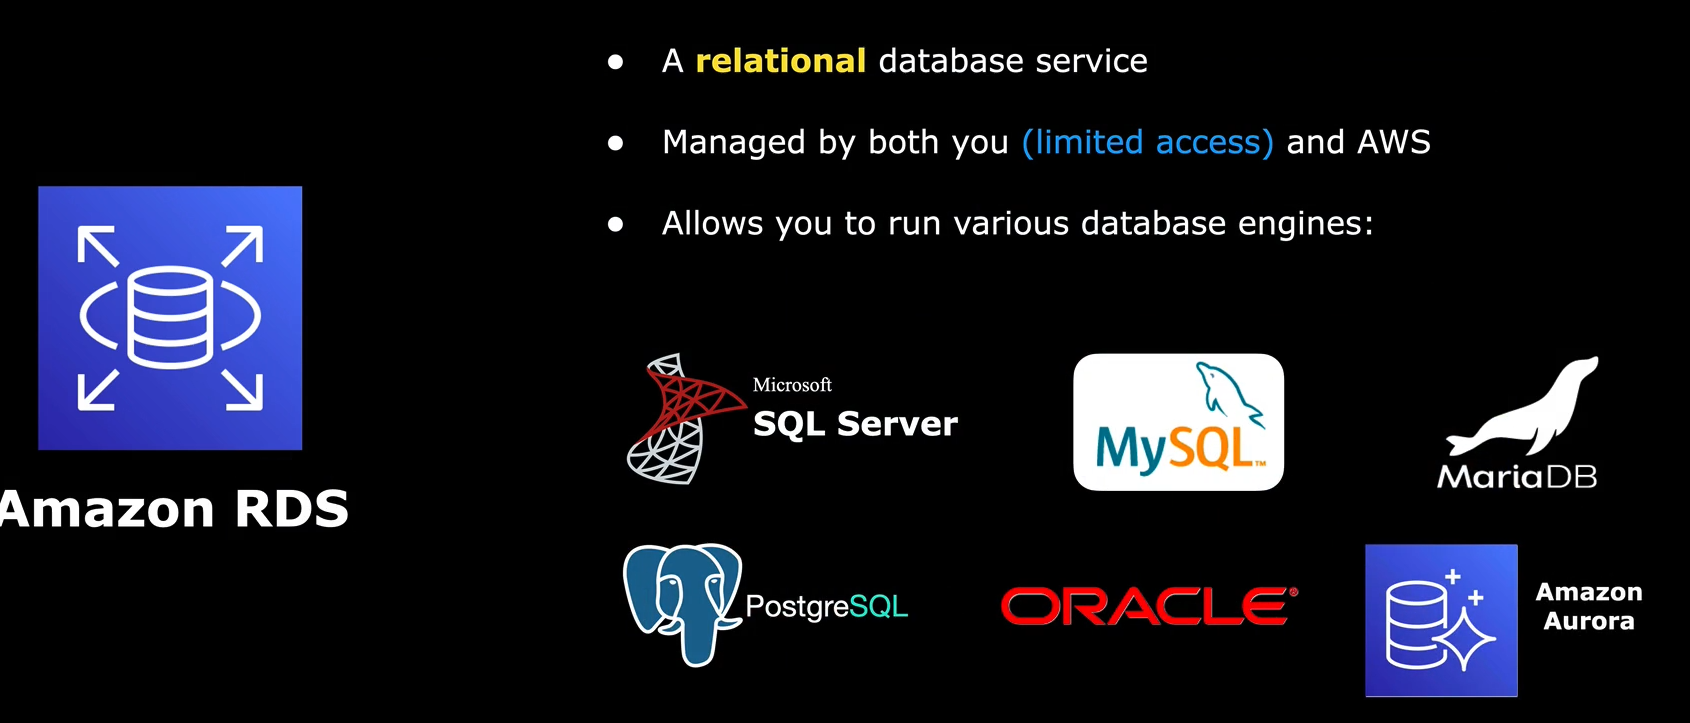 ● A relational database service
● Managed by both you (limited access) and AWS
● Allows you to run various database engines:
Amazon RDS
Microsoft
SQL Server
MySQL™
MariaDB
PostgreSQL
ORACLE®
Amazon
Aurora